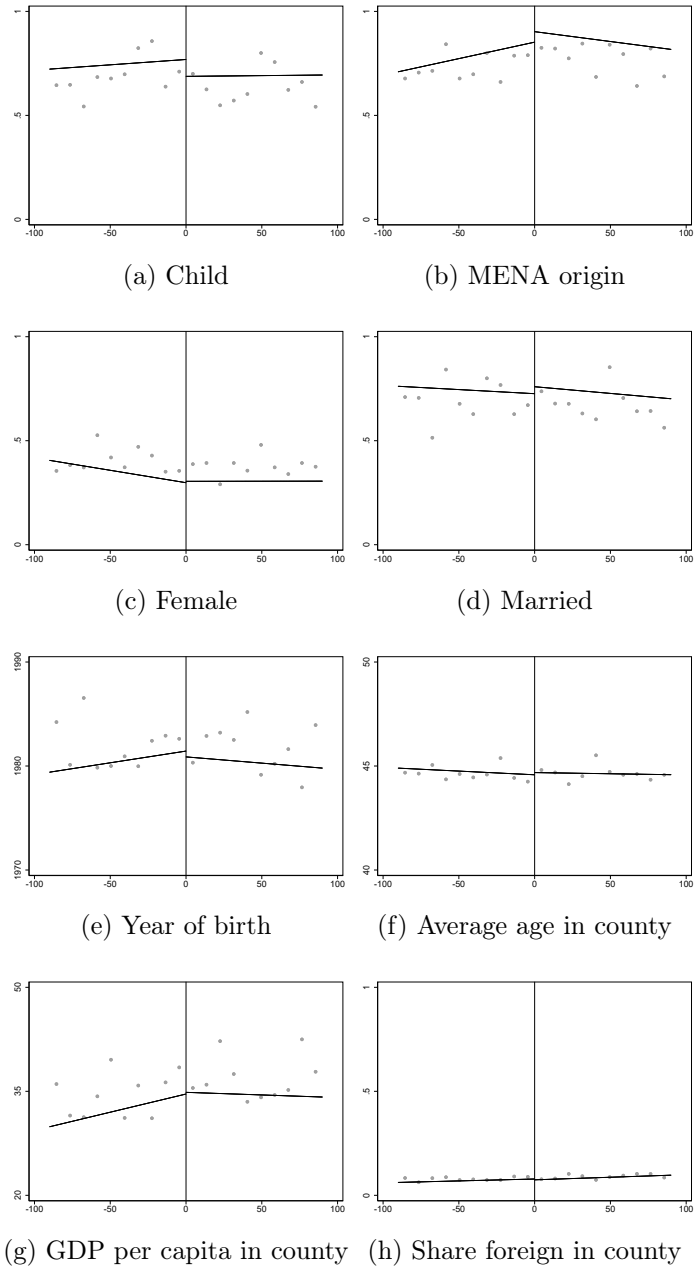 1
.5
0
-100 -50 0 50 100
(a) Child
1
.5
0
-100 -50 0 50 100
(b) MENA origin
1
.5
0
-100 -50 0 50 100
(c) Female
1
.5
0
-100 -50 0 50 100
(d) Married
1990
1980
1970
-100 -50 0 50 100
(e) Year of birth
50
45
40
-100 -50 0 50 100
(f) Average age in county
50
35
20
-100 -50 0 50 100
(g) GDP per capita in county
1
.5
0
-100 -50 0 50 100
(h) Share foreign in county